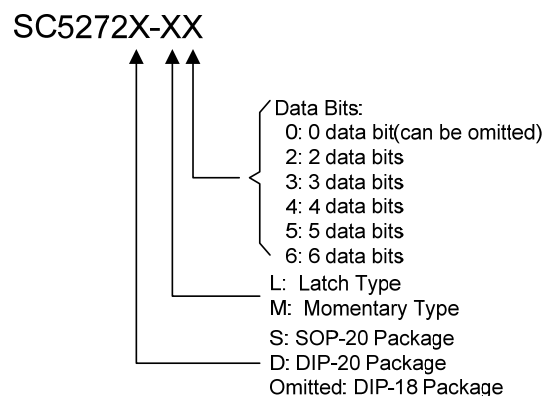 SC5272X-XX
Data Bits:
0: 0 data bit(can be omitted)
2: 2 data bits
3: 3 data bits
4: 4 data bits
5: 5 data bits
6: 6 data bits
L: Latch Type
M: Momentary Type
S: SOP-20 Package
D: DIP-20 Package
Omitted: DIP-18 Package